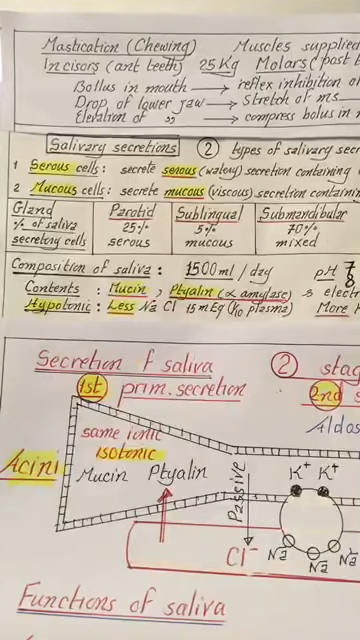 Mastication (Chewing) Muscles supplied
Incisors (ant teeth) 25 Kg Molars (post t
Bollus in mouth → reflex inhibition o
Drop of lower jaw → stretch of ms
Elevation of ,, → compress bolus in m
Salivary secretions 2 types of salivary secr
1 Serous cells: secrete serous (watery) secretion containing
2 Mucous cells: secrete mucous (viscous) secretion containin
Gland Parotid Sublingual Submandibular
% of saliva 25% 5% 70%
secretory cells serous mucous mixed
Composition of saliva: 1500 ml / day pH 7
8
Contents: Mucin, Ptyalin (α amylase) & electr
Hypotonic: Less Na Cl 15 mEq (1/10 plasma) More
Secretion of saliva 2 stag
1st prim. secretion 2nd
same ionic Aldos
isotonic
Acini Mucin Ptyalin Passive K+ K+
Cl- Na Na Na
Functions of saliva